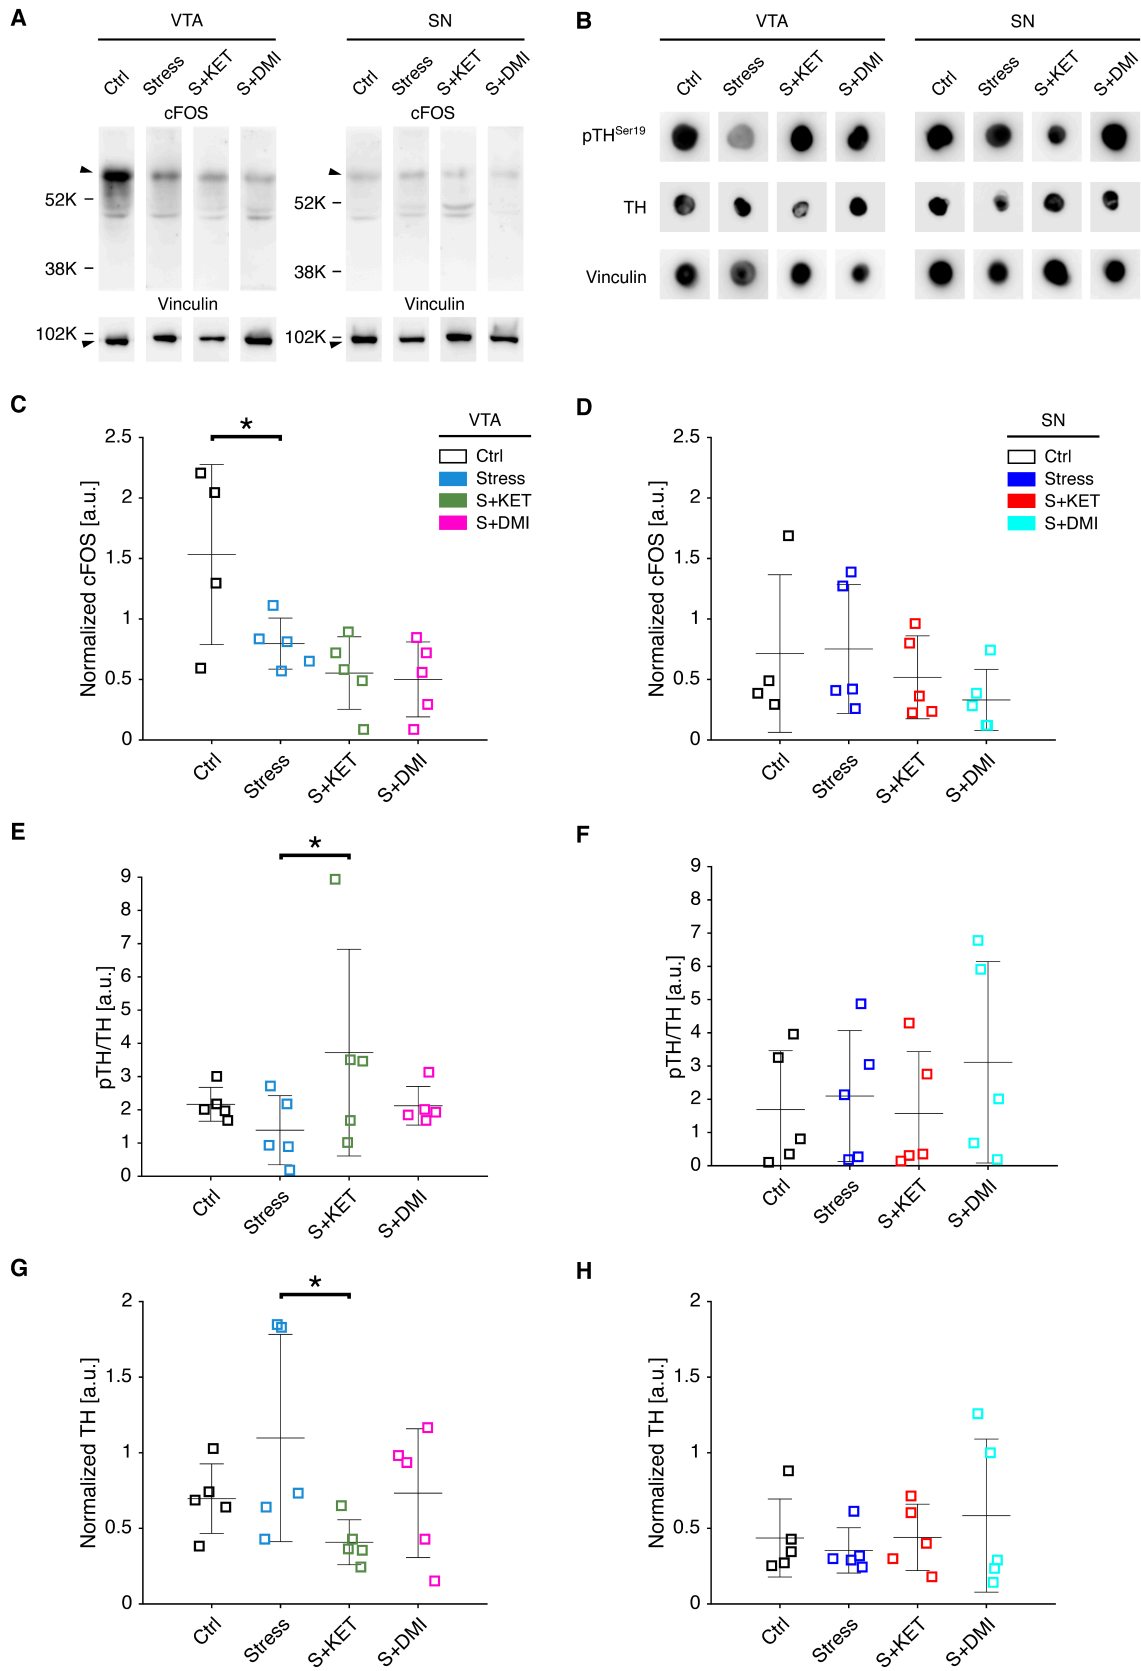 A
VTA
SN
Ctrl
Stress
S+KET
S+DMI
Ctrl
Stress
S+KET
S+DMI
cFOS
cFOS
52K
52K
38K
38K
Vinculin
Vinculin
102K
102K
B
VTA
SN
Ctrl
Stress
S+KET
S+DMI
Ctrl
Stress
S+KET
S+DMI
pTHSer19
TH
Vinculin
C
VTA
Ctrl
Stress
S+KET
S+DMI
*
Normalized cFOS [a.u.]
2.5
2
1.5
1
0.5
0
Ctrl
Stress
S+KET
S+DMI
D
SN
Ctrl
Stress
S+KET
S+DMI
Normalized cFOS [a.u.]
2.5
2
1.5
1
0.5
0
Ctrl
Stress
S+KET
S+DMI
E
*
pTH/TH [a.u.]
9
8
7
6
5
4
3
2
1
0
Ctrl
Stress
S+KET
S+DMI
F
pTH/TH [a.u.]
9
8
7
6
5
4
3
2
1
0
Ctrl
Stress
S+KET
S+DMI
G
*
Normalized TH [a.u.]
2
1.5
1
0.5
0
Ctrl
Stress
S+KET
S+DMI
H
Normalized TH [a.u.]
2
1.5
1
0.5
0
Ctrl
Stress
S+KET
S+DMI